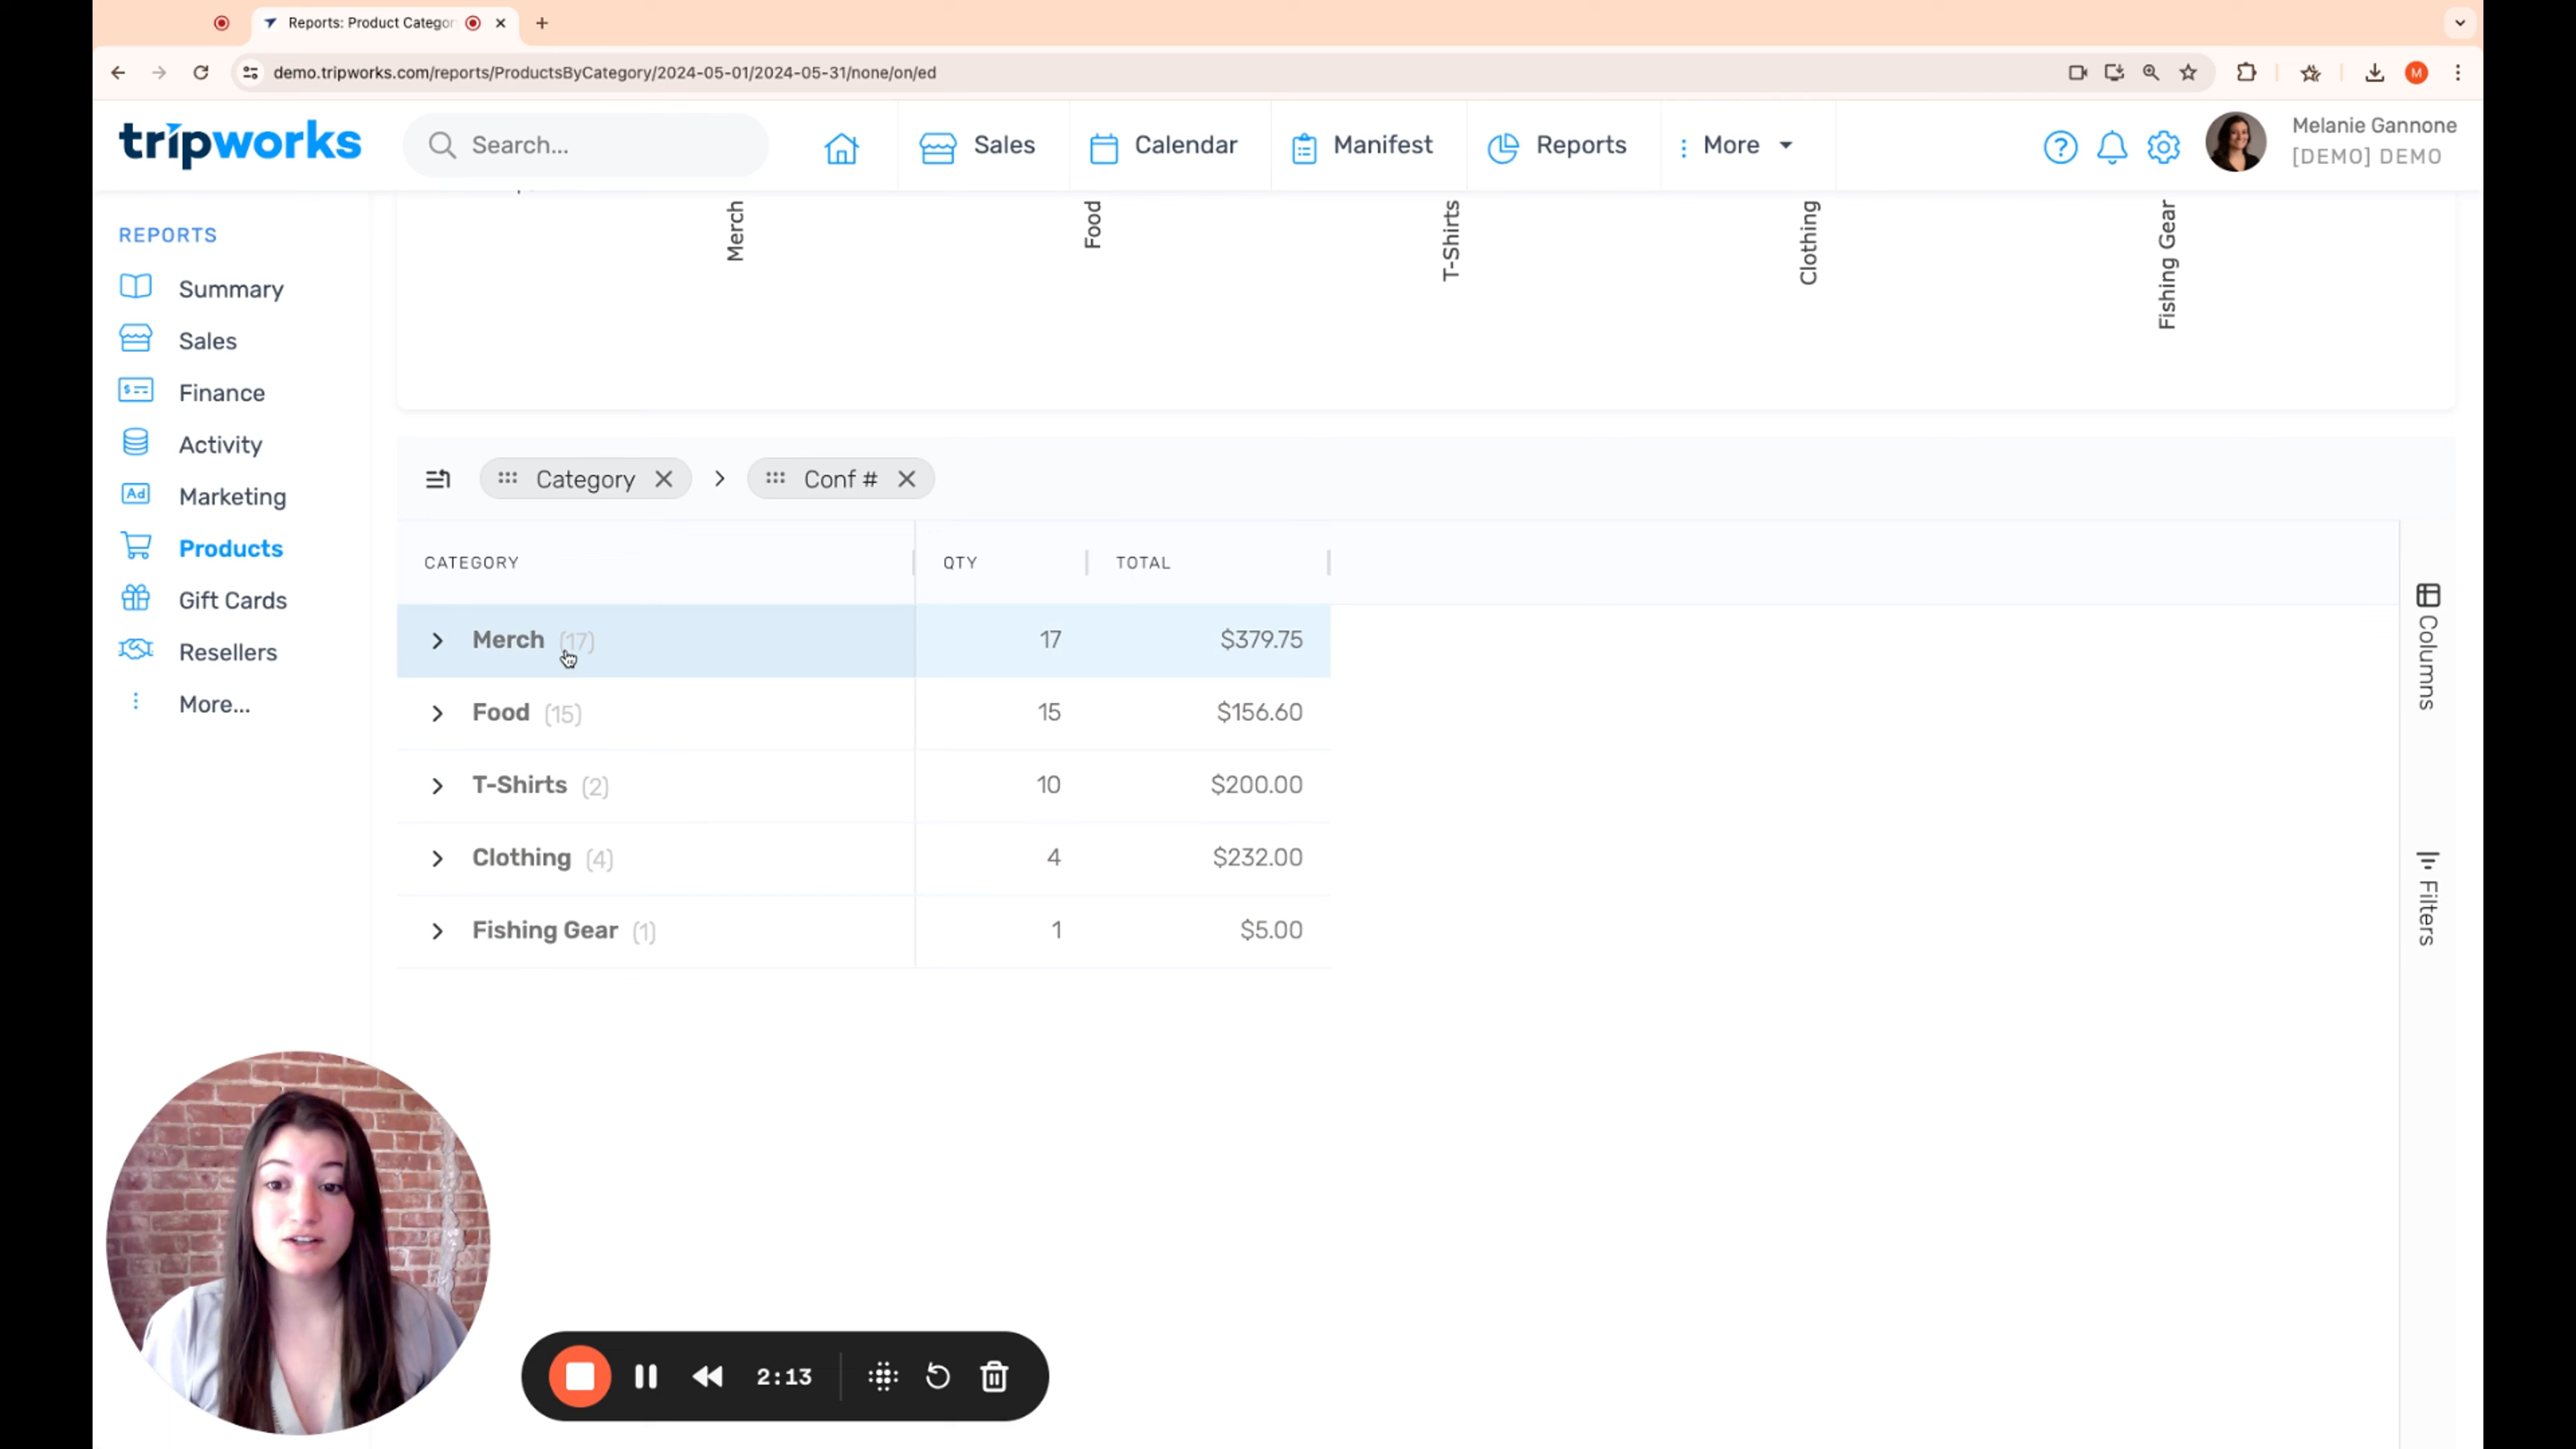 Reports: Product Categor
demo.tripworks.com/reports/ProductsByCategory/2024-05-01/2024-05-31/none/on/ed
M
tripworks
Search...
Sales
Calendar
Manifest
Reports
More
Melanie Gannone
[DEMO] DEMO
REPORTS
Summary
Sales
Finance
Activity
Ad
Marketing
Products
Gift Cards
Resellers
More...
Merch
Food
T-Shirts
Clothing
Fishing Gear
Category
Conf #
CATEGORY QTY TOTAL
Merch (17) 17 $379.75
Food (15) 15 $156.60
T-Shirts (2) 10 $200.00
Clothing (4) 4 $232.00
Fishing Gear (1) 1 $5.00
Columns
Filters
2:13